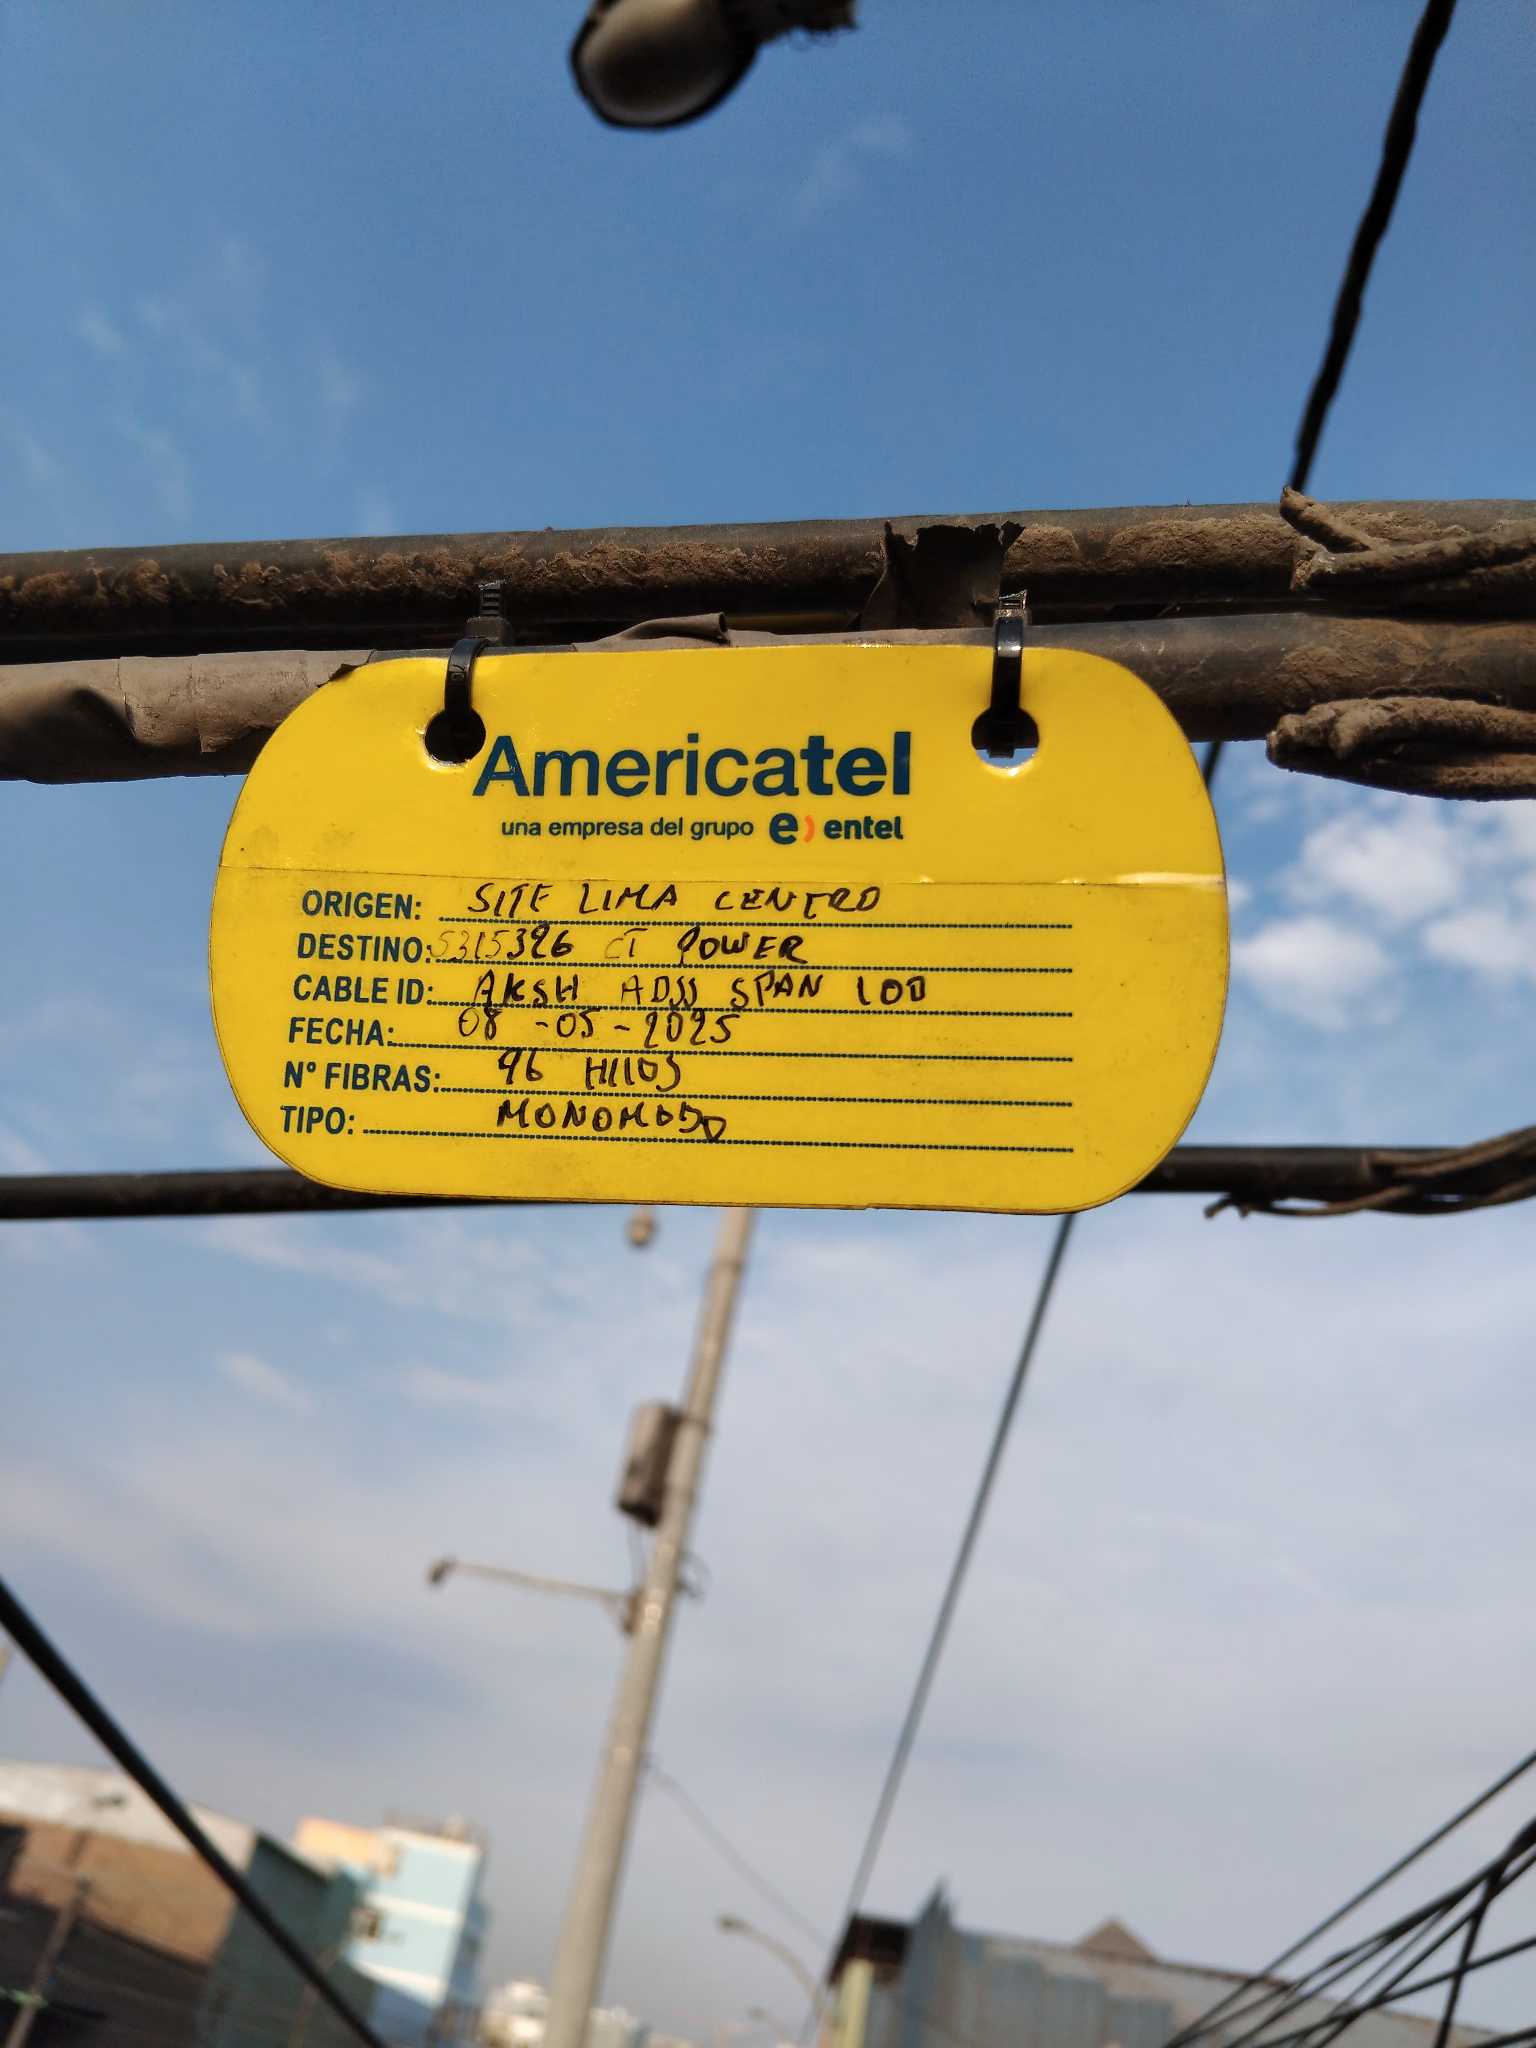 Americatel
una empresa del grupo e) entel
ORIGEN: SITE LIMA CENTRO
DESTINO: 5315326 CT POWER
CABLE ID: AKSH ADSS SPAN 100
FECHA: 08-05-2025
N° FIBRAS: 96 HILOS
TIPO: MONOMODO